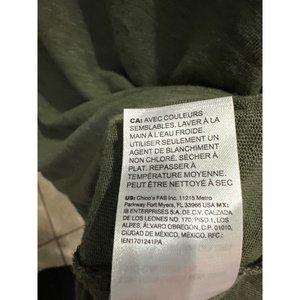 CA: AVEC COULEURS
SEMBLABLES. LAVER À LA
MAIN À L'EAU FROIDE.
UTILISER SEULEMENT UN
AGENT DE BLANCHIMENT
NON CHLORÉ. SÉCHER À
PLAT. REPASSER À
TEMPÉRATURE MOYENNE.
PEUT ÊTRE NETTOYÉ À SEC
US: Chico's FAS Inc. 11215 Metro
Parkway Fort Myers, FL 33966 USA MX:
IB ENTERPRISES S.A. DE C.V. CALZADA
DE LOS LEONES NO. 170, PISO 1, LOS
ALPES, ÁLVARO OBREGÓN, C.P. 01010,
CIUDAD DE MÉXICO, MÉXICO. RFC:
IEN1701241PA